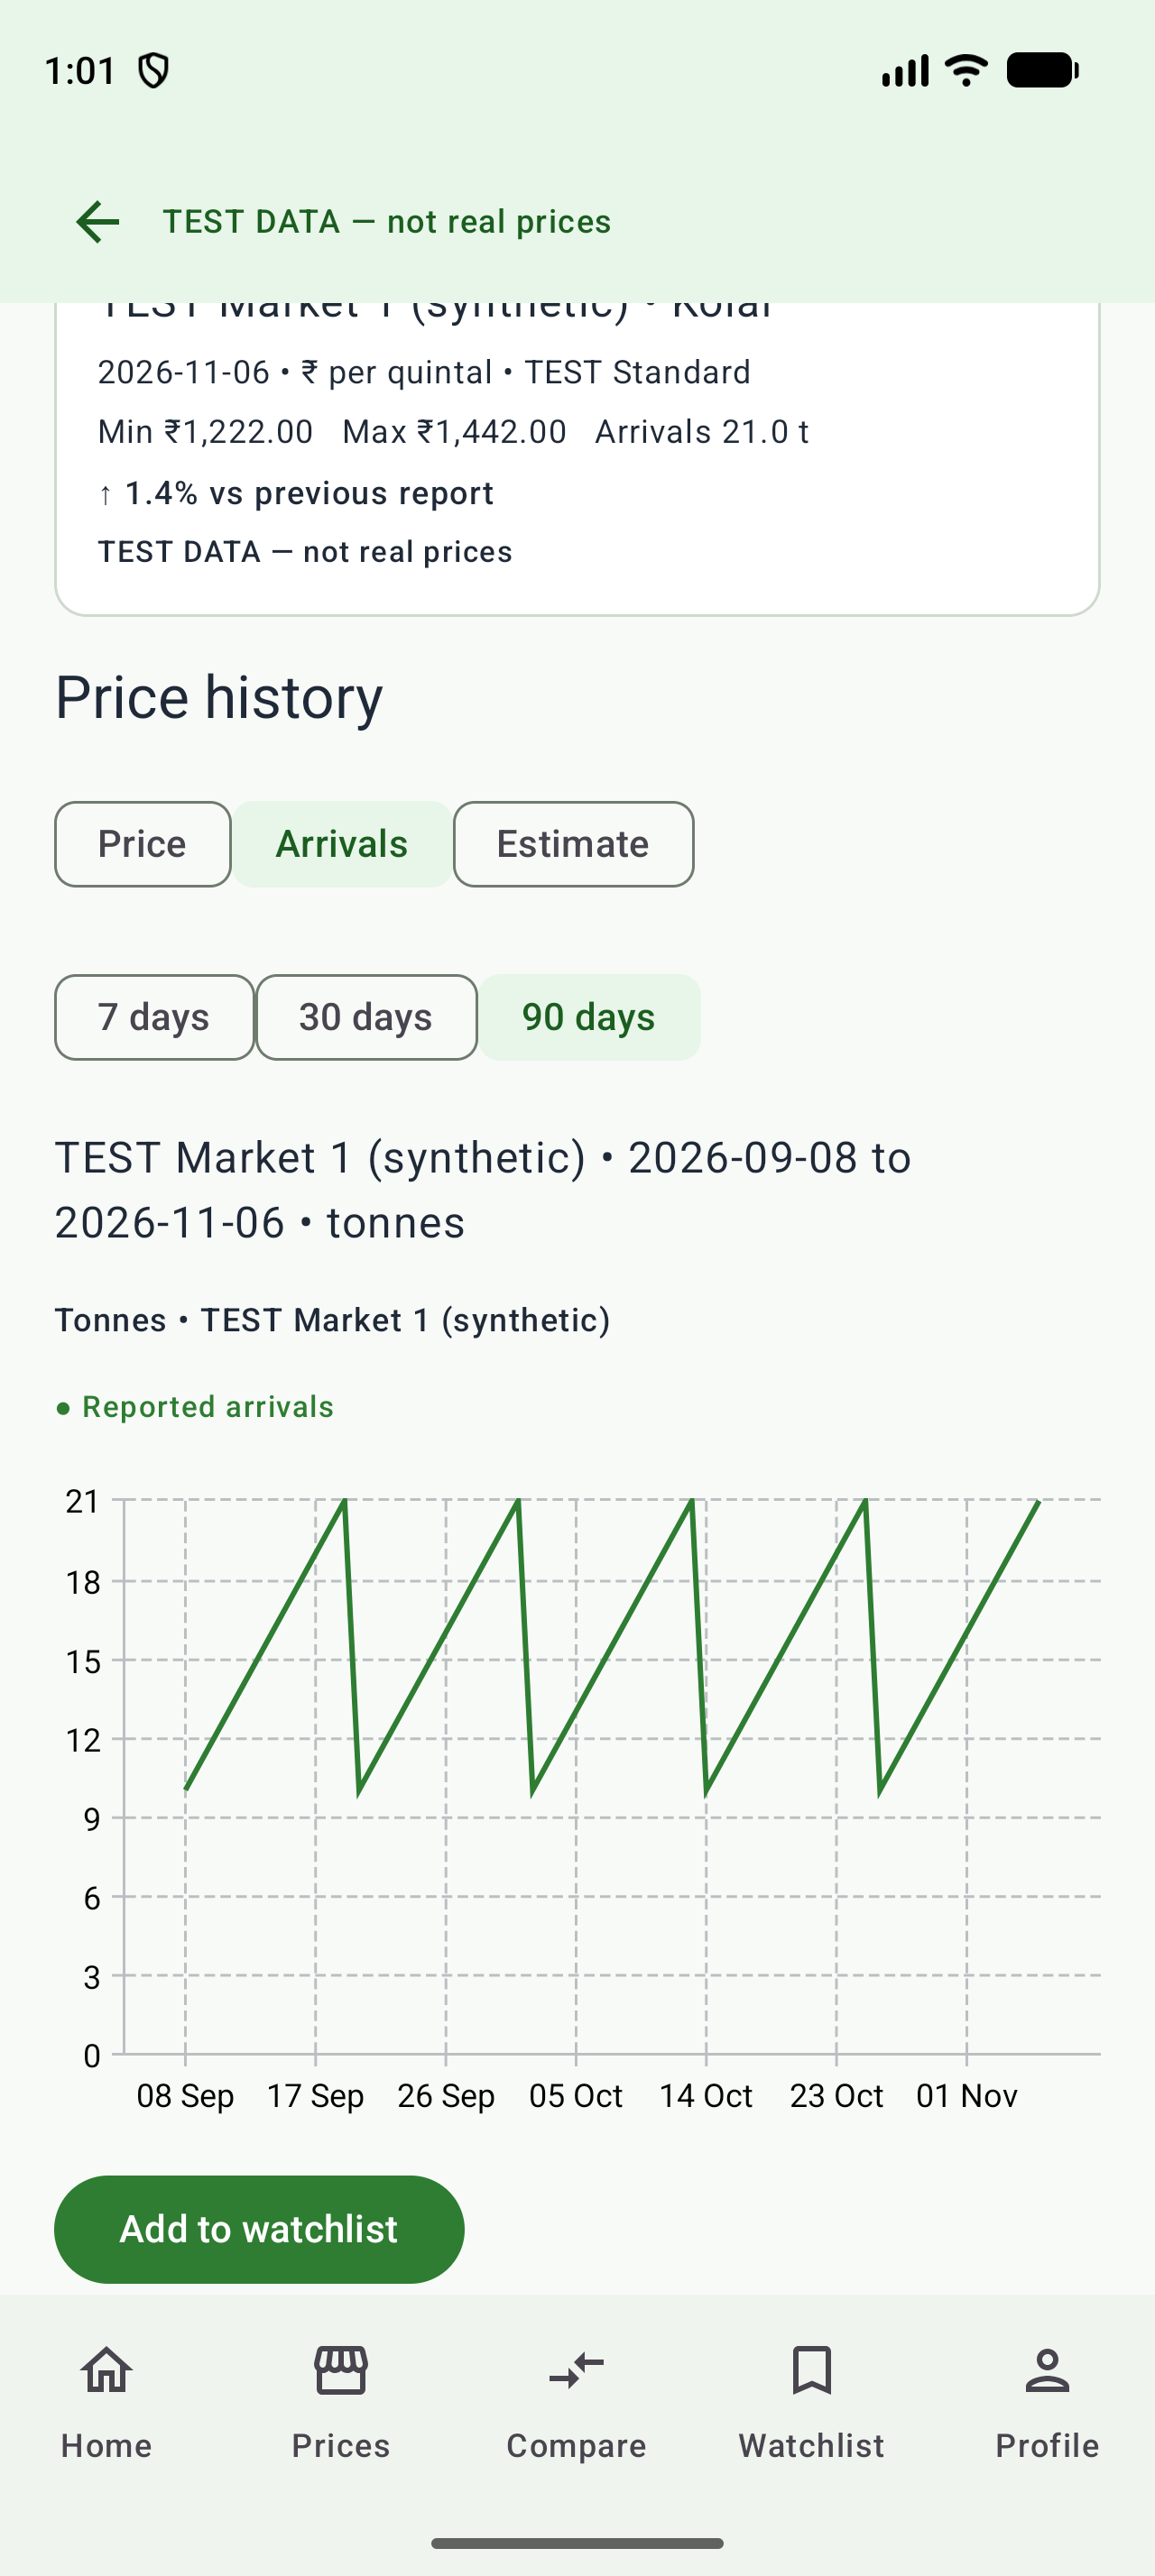 1:01
TEST DATA — not real prices
TEST Market 1 (synthetic) • Kolar
2026-11-06 • ₹ per quintal • TEST Standard
Min ₹1,222.00 Max ₹1,442.00 Arrivals 21.0 t
↑ 1.4% vs previous report
TEST DATA — not real prices
Price history
Price Arrivals Estimate
7 days 30 days 90 days
TEST Market 1 (synthetic) • 2026-09-08 to
2026-11-06 • tonnes
Tonnes • TEST Market 1 (synthetic)
● Reported arrivals
21
18
15
12
9
6
3
0
08 Sep 17 Sep 26 Sep 05 Oct 14 Oct 23 Oct 01 Nov
Add to watchlist
Home Prices Compare Watchlist Profile